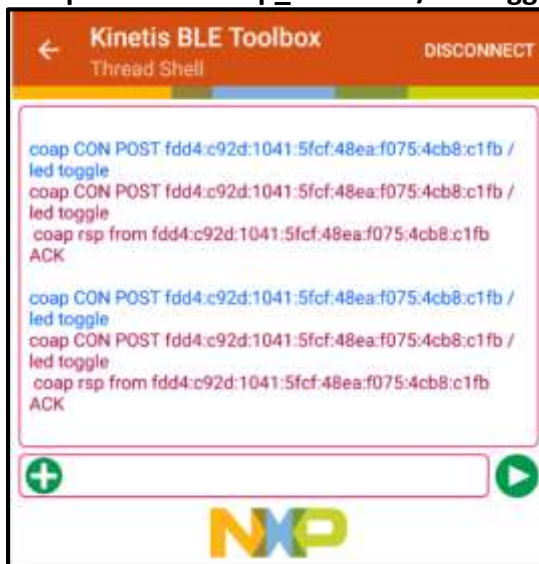 Kinetis BLE Toolbox
Thread Shell
DISCONNECT
coap CON POST fdd4:c92d:1041:5fcf:48ea:f075:4cb8:c1fb /
led toggle
coap CON POST fdd4:c92d:1041:5fcf:48ea:f075:4cb8:c1fb /
led toggle
coap rsp from fdd4:c92d:1041:5fcf:48ea:f075:4cb8:c1fb
ACK
coap CON POST fdd4:c92d:1041:5fcf:48ea:f075:4cb8:c1fb /
led toggle
coap CON POST fdd4:c92d:1041:5fcf:48ea:f075:4cb8:c1fb /
led toggle
coap rsp from fdd4:c92d:1041:5fcf:48ea:f075:4cb8:c1fb
ACK
NXP